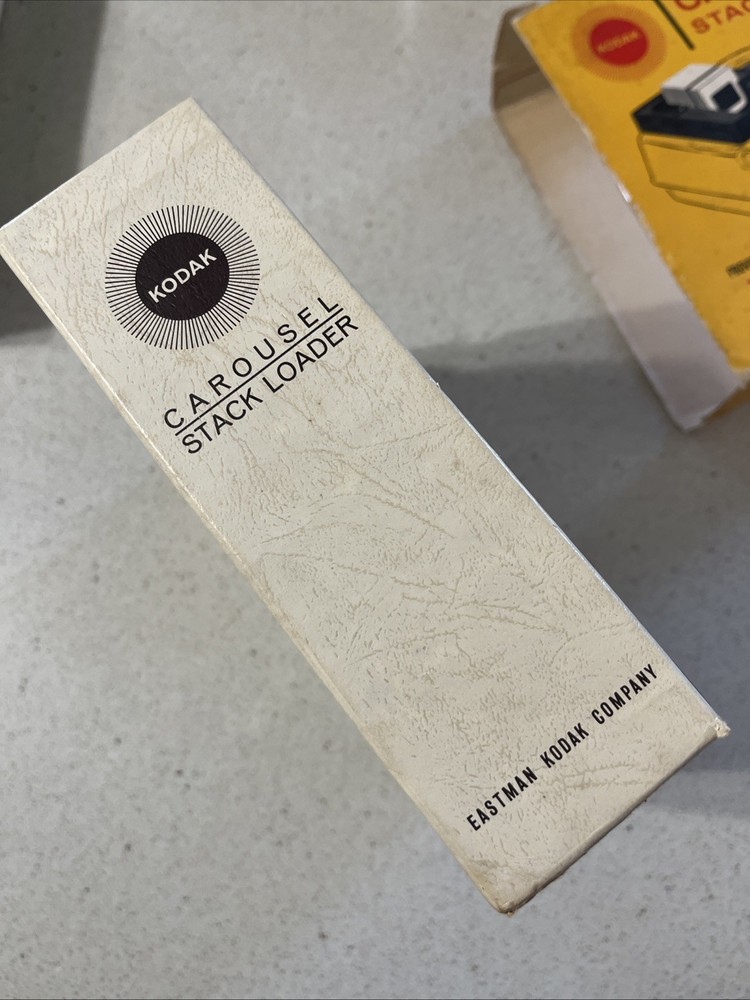 KODAK
CAROUSEL
STACK LOADER
EASTMAN KODAK COMPANY
KODAK